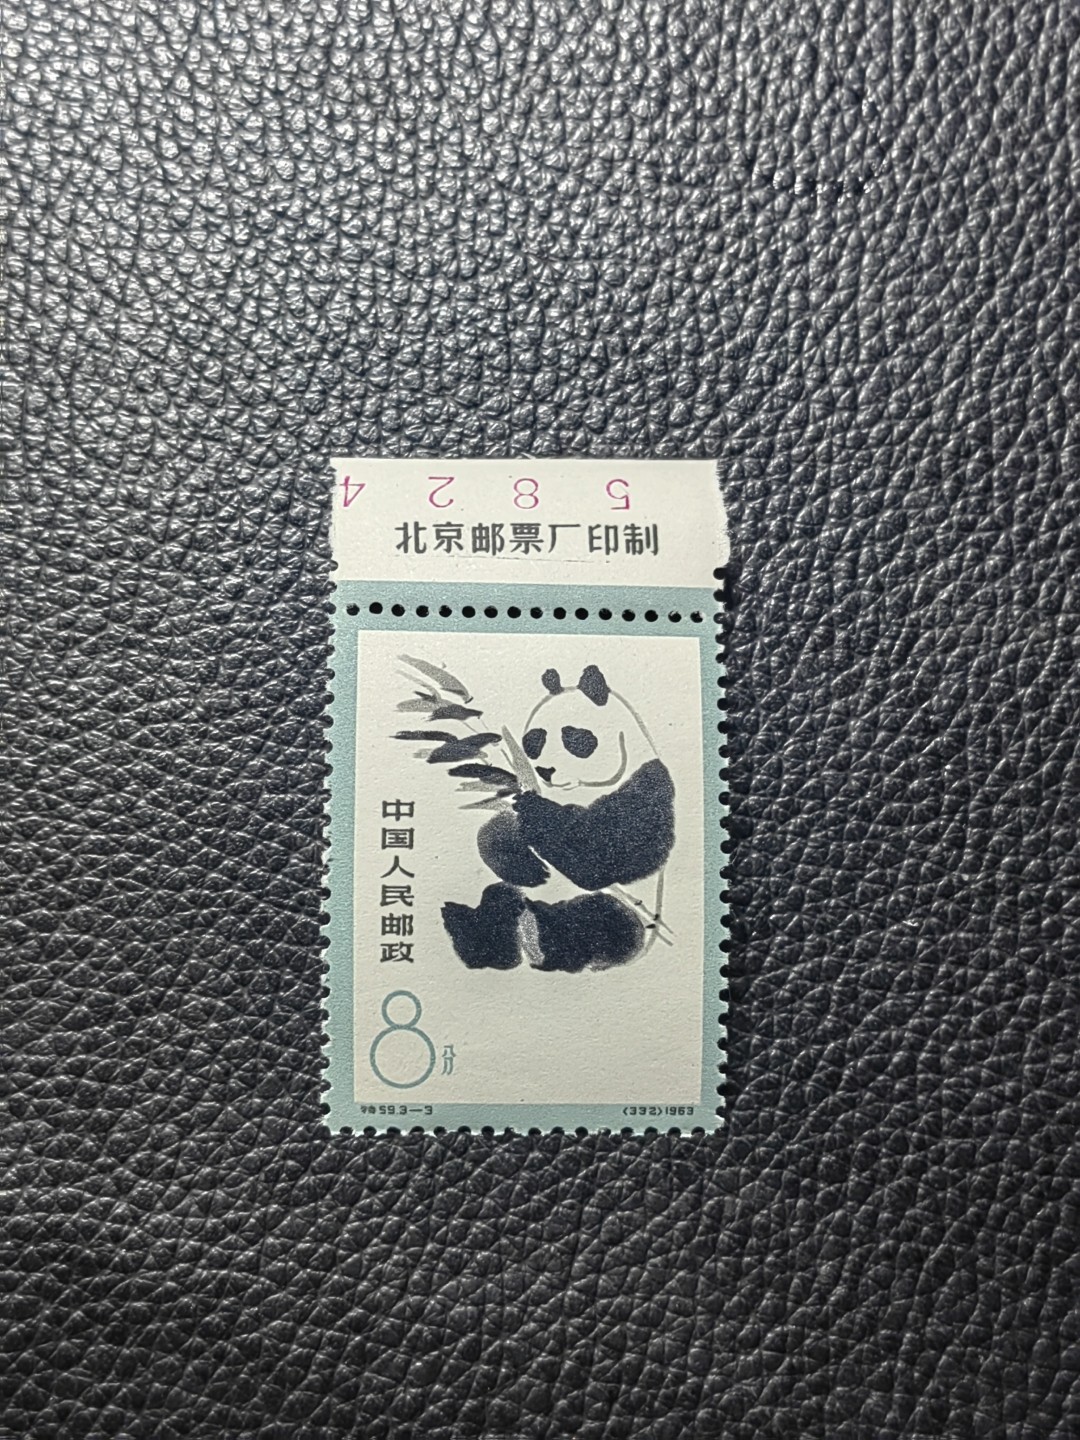 5 8 2 4
北京邮票厂印制
中国人民邮政
8分
特59.3—3
(332)1963